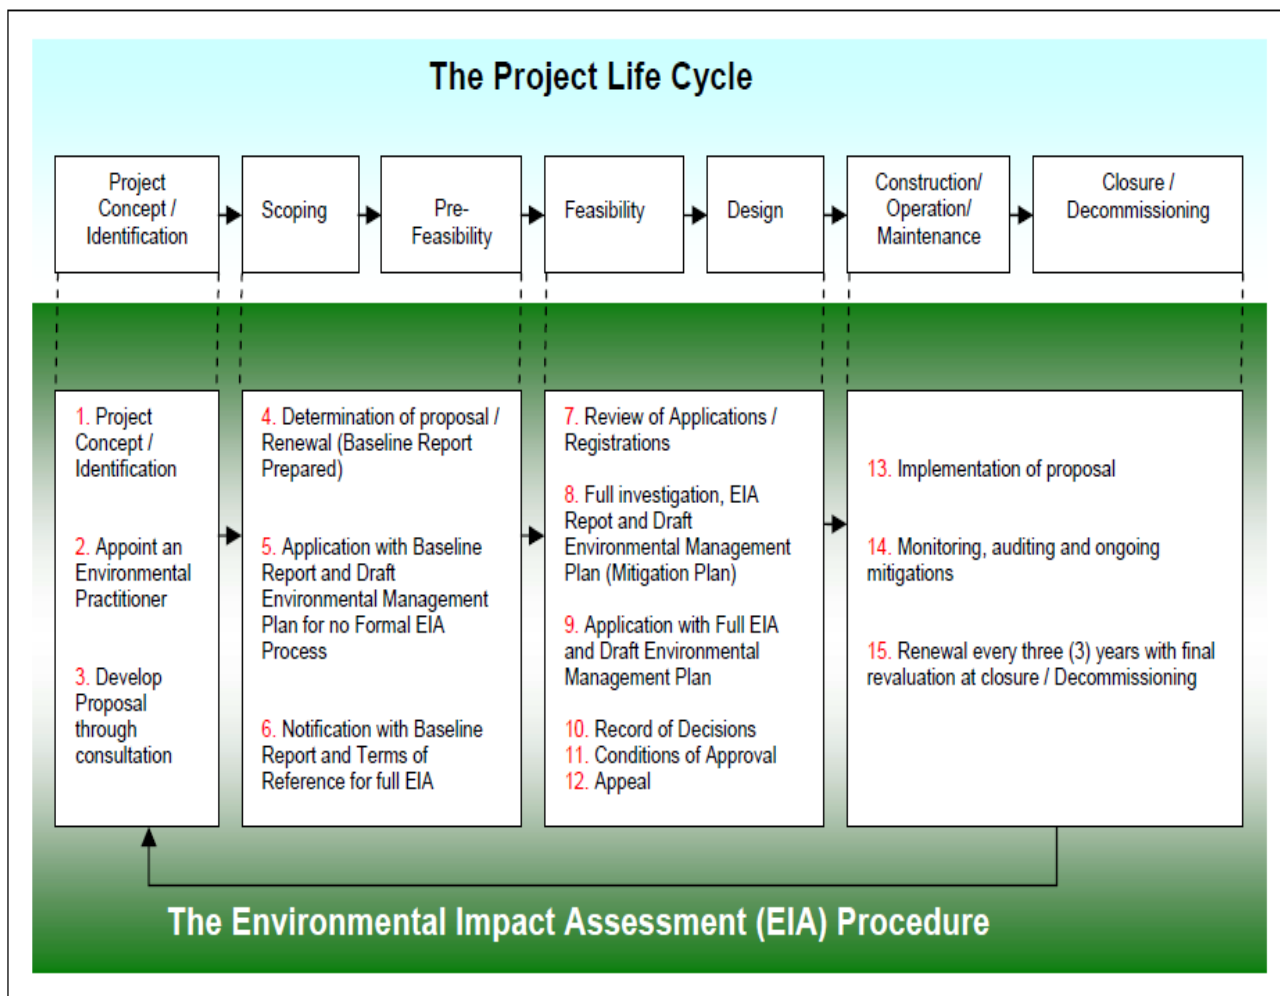 The Project Life Cycle
Project
Concept /
Identification
Scoping
Pre-
Feasibility
Feasibility
Design
Construction/
Operation/
Maintenance
Closure /
Decommissioning
1. Project
Concept /
Identification
2. Appoint an
Environmental
Practitioner
3. Develop
Proposal
through
consultation
4. Determination of proposal /
Renewal (Baseline Report
Prepared)
5. Application with Baseline
Report and Draft
Environmental Management
Plan for no Formal EIA
Process
6. Notification with Baseline
Report and Terms of
Reference for full EIA
7. Review of Applications /
Registrations
8. Full investigation, EIA
Repot and Draft
Environmental Management
Plan (Mitigation Plan)
9. Application with Full EIA
and Draft Environmental
Management Plan
10. Record of Decisions
11. Conditions of Approval
12. Appeal
13. Implementation of proposal
14. Monitoring, auditing and ongoing
mitigations
15. Renewal every three (3) years with final
revaluation at closure / Decommissioning
The Environmental Impact Assessment (EIA) Procedure